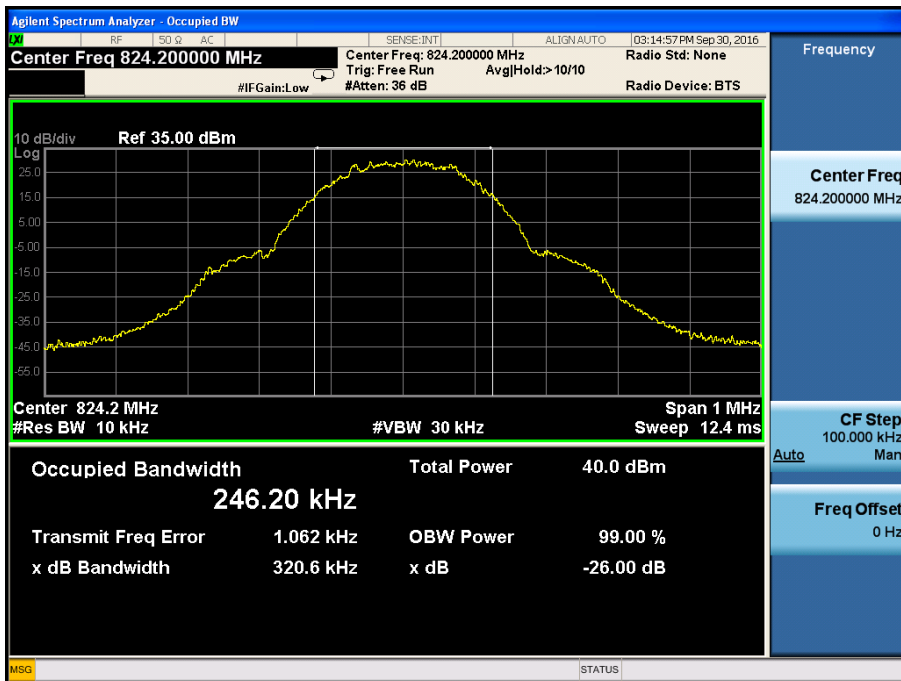 Agilent Spectrum Analyzer - Occupied BW
LXI RF 50 Ω AC SENSE:INT ALIGN AUTO 03:14:57 PM Sep 30, 2016
Center Freq 824.200000 MHz
Center Freq: 824.200000 MHz
Radio Std: None
Trig: Free Run Avg|Hold:> 10/10
#IFGain:Low
#Atten: 36 dB
Radio Device: BTS
Frequency
10 dB/div Ref 35.00 dBm
Log
25.0
15.0
5.00
-5.00
-15.0
-25.0
-35.0
-45.0
-55.0
Center 824.2 MHz Span 1 MHz
#Res BW 10 kHz #VBW 30 kHz Sweep 12.4 ms
Occupied Bandwidth Total Power 40.0 dBm
246.20 kHz
Transmit Freq Error 1.062 kHz OBW Power 99.00 %
x dB Bandwidth 320.6 kHz x dB -26.00 dB
Center Freq
824.200000 MHz
CF Step
100.000 kHz
Auto Man
Freq Offset
0 Hz
MSG STATUS